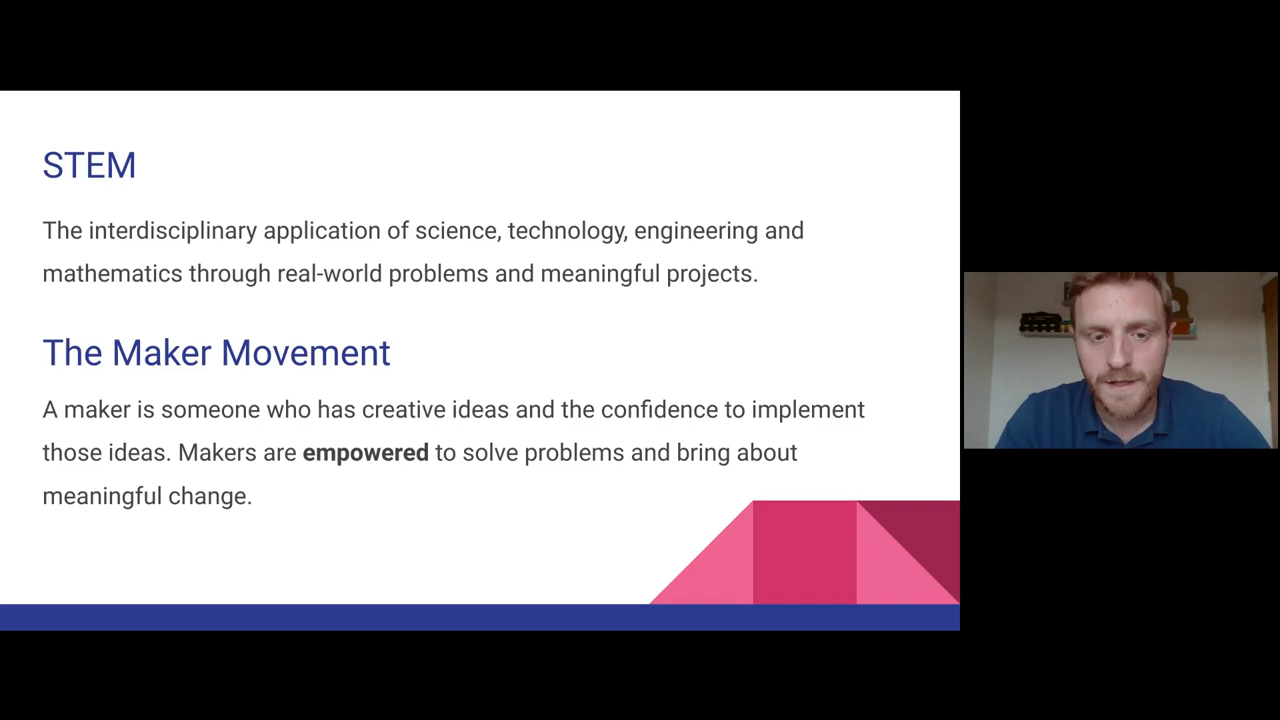 STEM
The interdisciplinary application of science, technology, engineering and
mathematics through real-world problems and meaningful projects.
The Maker Movement
A maker is someone who has creative ideas and the confidence to implement
those ideas. Makers are empowered to solve problems and bring about
meaningful change.